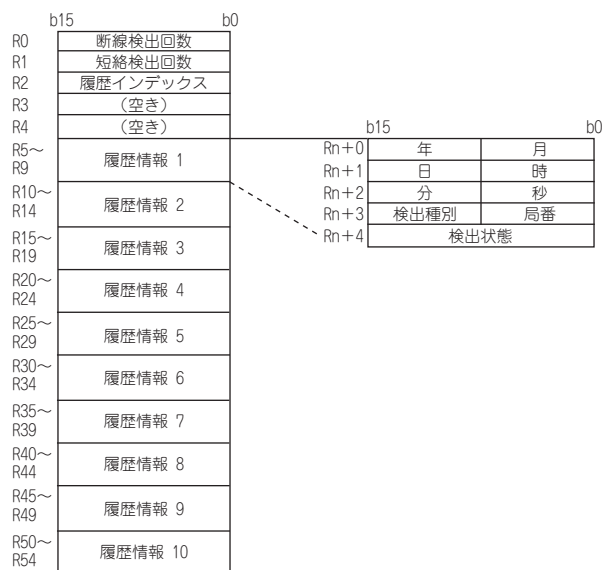 b15 b0
R0 断線検出回数
R1 短絡検出回数
R2 履歴インデックス
R3 （空き）
R4 （空き）
R5～
R9 履歴情報 1
R10～
R14 履歴情報 2
R15～
R19 履歴情報 3
R20～
R24 履歴情報 4
R25～
R29 履歴情報 5
R30～
R34 履歴情報 6
R35～
R39 履歴情報 7
R40～
R44 履歴情報 8
R45～
R49 履歴情報 9
R50～
R54 履歴情報 10
b15 b0
Rn＋0 年 月
Rn＋1 日 時
Rn＋2 分 秒
Rn＋3 検出種別 局番
Rn＋4 検出状態